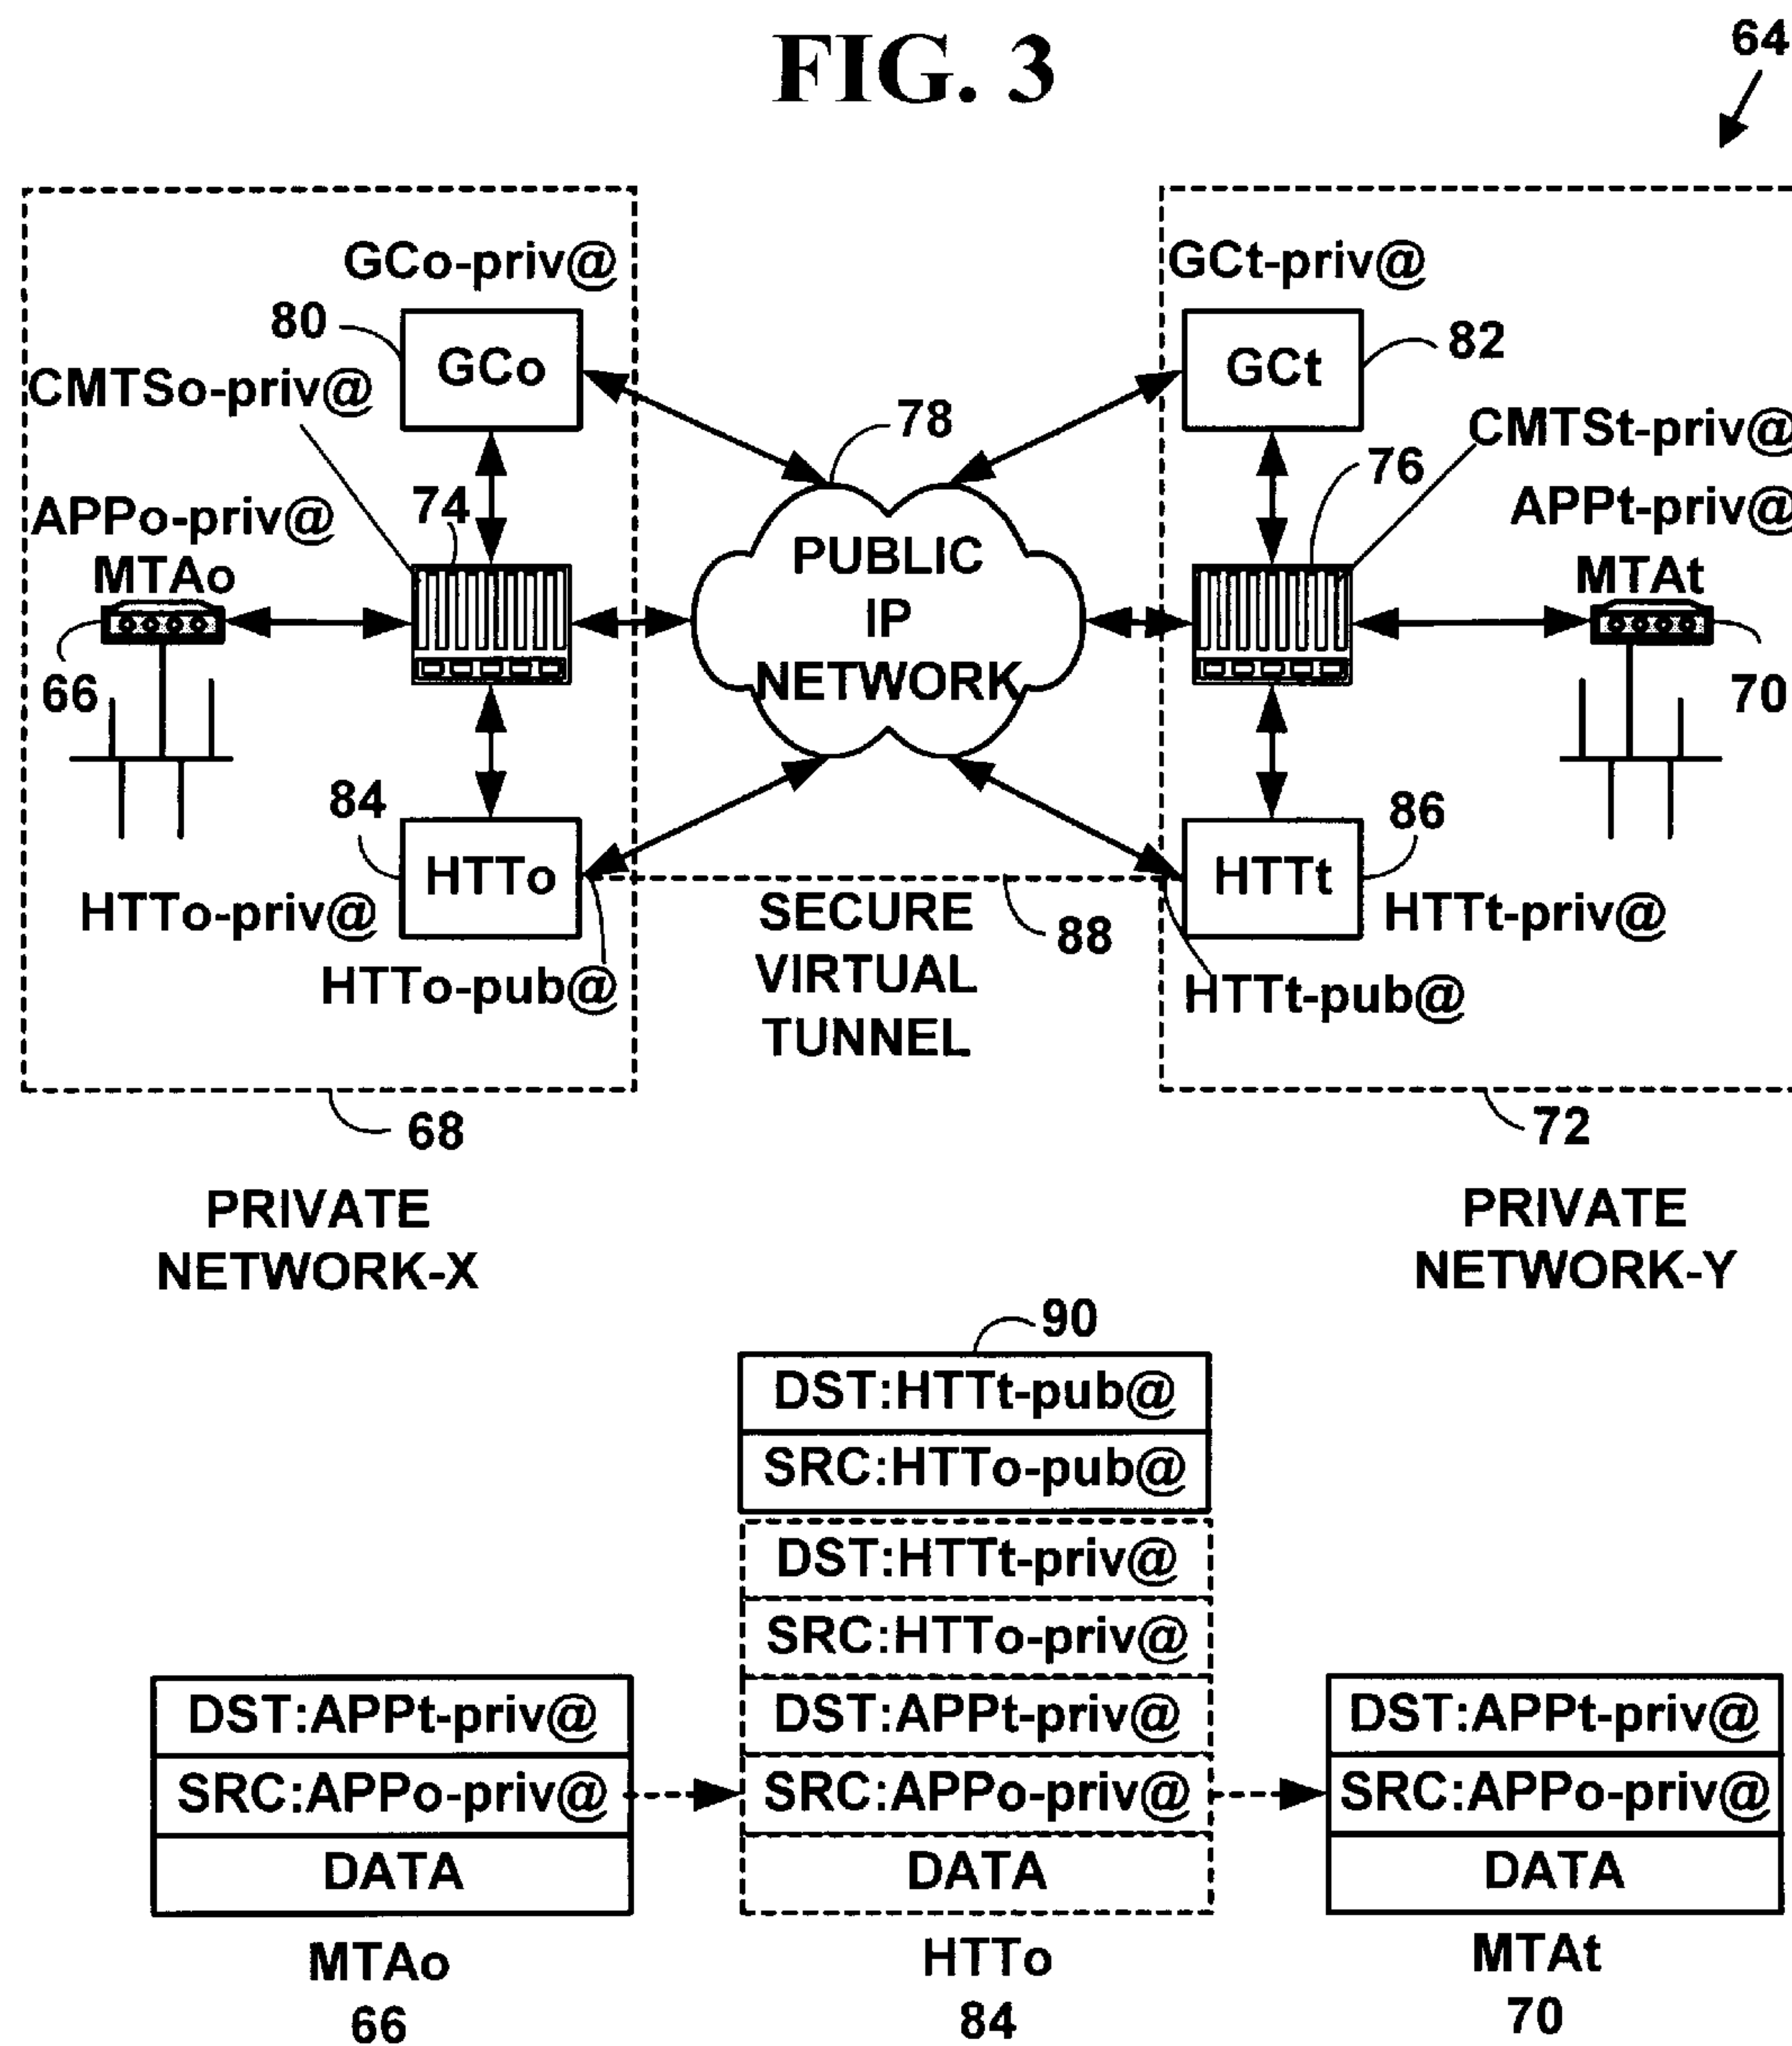 FIG. 3
64
GCo-priv@
GCt-priv@
80
GCo
GCt
82
CMTSo-priv@
78
CMTSt-priv@
APPo-priv@
74
76
APPt-priv@
MTAo
PUBLIC
IP
NETWORK
MTAt
66
70
84
HTTo
HTTt
86
HTTo-priv@
SECURE
VIRTUAL
TUNNEL
88
HTTt-priv@
HTTo-pub@
HTTt-pub@
68
72
PRIVATE
NETWORK-X
PRIVATE
NETWORK-Y
90
DST:HTTt-pub@
SRC:HTTo-pub@
DST:HTTt-priv@
SRC:HTTo-priv@
DST:APPt-priv@
SRC:APPo-priv@
DATA
DST:APPt-priv@
SRC:APPo-priv@
DATA
DST:APPt-priv@
SRC:APPo-priv@
DATA
MTAo
66
HTTo
84
MTAt
70